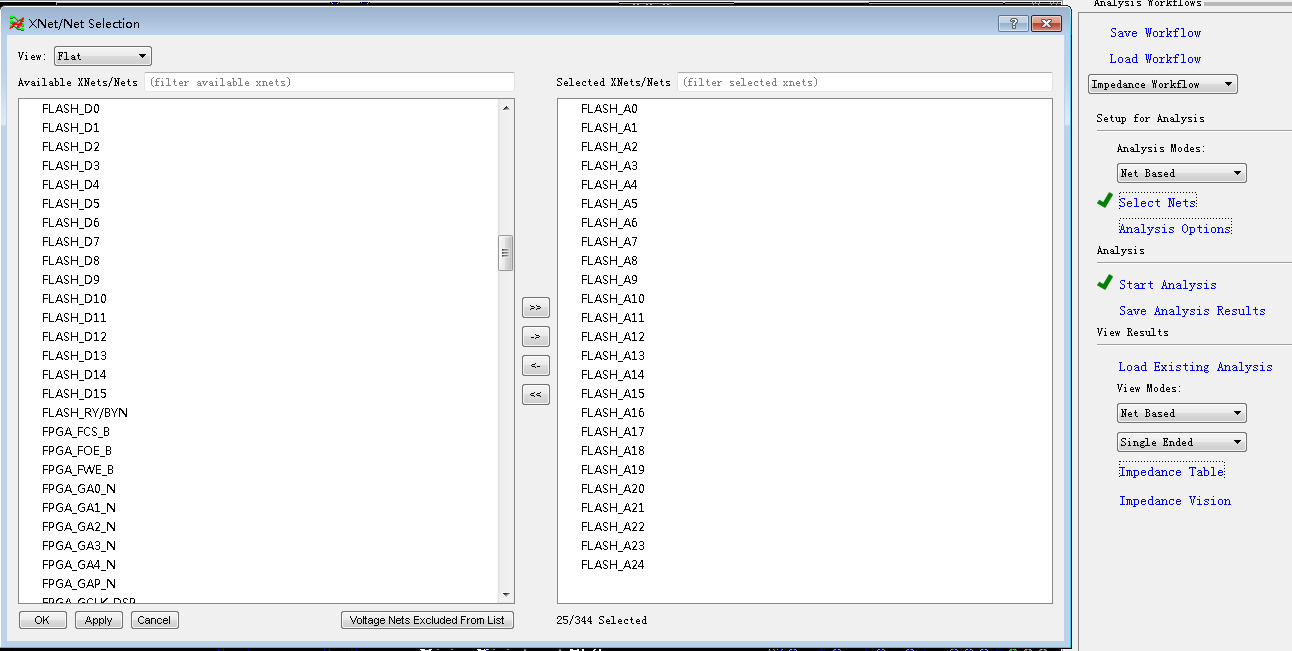 XNet/Net Selection
View: Flat
Available XNets/Nets (filter available xnets)
FLASH_D0
FLASH_D1
FLASH_D2
FLASH_D3
FLASH_D4
FLASH_D5
FLASH_D6
FLASH_D7
FLASH_D8
FLASH_D9
FLASH_D10
FLASH_D11
FLASH_D12
FLASH_D13
FLASH_D14
FLASH_D15
FLASH_RY/BYN
FPGA_FCS_B
FPGA_FOE_B
FPGA_FWE_B
FPGA_GA0_N
FPGA_GA1_N
FPGA_GA2_N
FPGA_GA3_N
FPGA_GA4_N
FPGA_GAP_N
FPGA_GCLK_DSP
>>
->
<-
<<
Selected XNets/Nets (filter selected xnets)
FLASH_A0
FLASH_A1
FLASH_A2
FLASH_A3
FLASH_A4
FLASH_A5
FLASH_A6
FLASH_A7
FLASH_A8
FLASH_A9
FLASH_A10
FLASH_A11
FLASH_A12
FLASH_A13
FLASH_A14
FLASH_A15
FLASH_A16
FLASH_A17
FLASH_A18
FLASH_A19
FLASH_A20
FLASH_A21
FLASH_A22
FLASH_A23
FLASH_A24
OK Apply Cancel Voltage Nets Excluded From List 25/344 Selected
Analysis Workflows
Save Workflow
Load Workflow
Impedance Workflow
Setup for Analysis
Analysis Modes:
Net Based
Select Nets
Analysis Options
Analysis
Start Analysis
Save Analysis Results
View Results
Load Existing Analysis
View Modes:
Net Based
Single Ended
Impedance Table
Impedance Vision